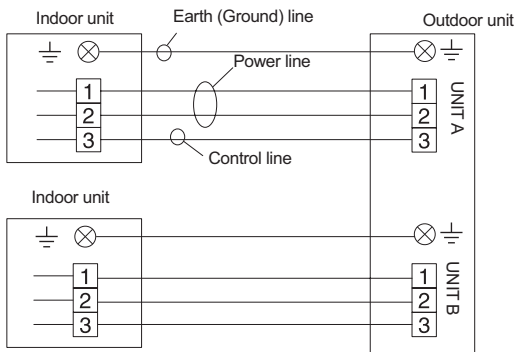 Indoor unit
Earth (Ground) line
Outdoor unit
Power line
1
1
2
2
3
3
UNIT A
Control line
Indoor unit
1
1
2
2
3
3
UNIT B